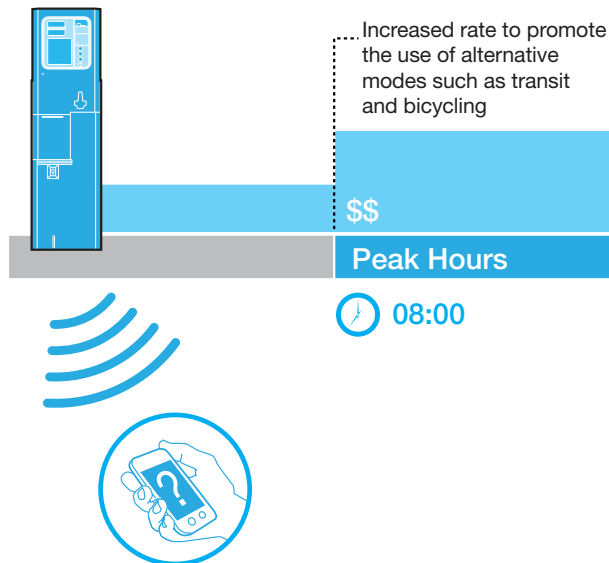 Increased rate to promote
the use of alternative
modes such as transit
and bicycling
$$
Peak Hours
08:00
?